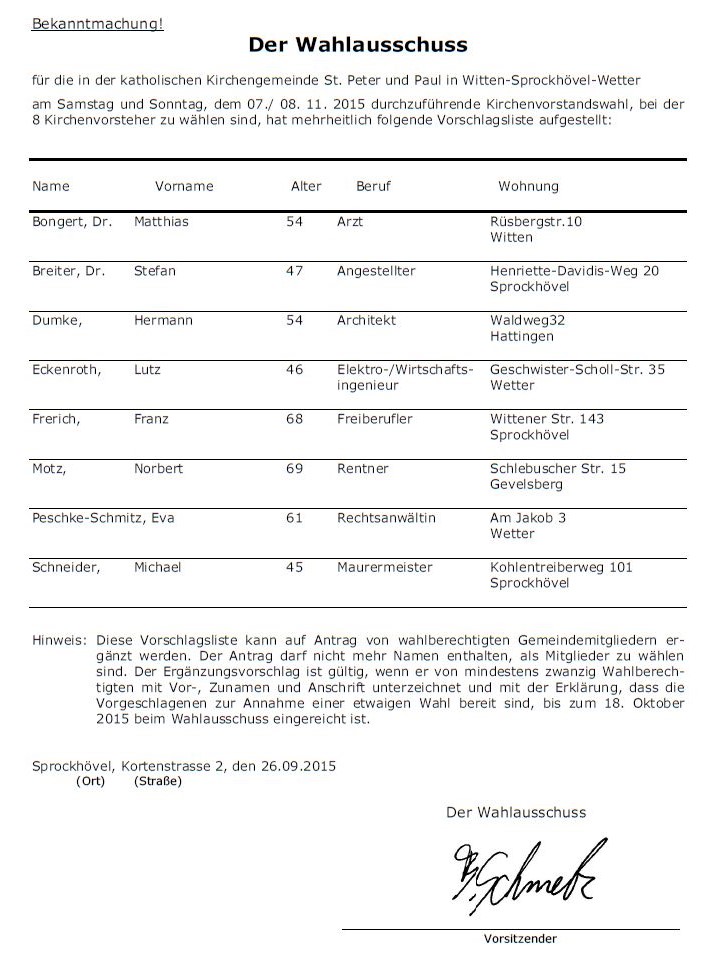 Bekanntmachung!
Der Wahlausschuss
für die in der katholischen Kirchengemeinde St. Peter und Paul in Witten-Sprockhövel-Wetter
am Samstag und Sonntag, dem 07./ 08. 11. 2015 durchzuführende Kirchenvorstandswahl, bei der
8 Kirchenvorsteher zu wählen sind, hat mehrheitlich folgende Vorschlagsliste aufgestellt:
Name Vorname Alter Beruf Wohnung
Bongert, Dr. Matthias 54 Arzt Rüsbergstr.10
Witten
Breiter, Dr. Stefan 47 Angestellter Henriette-Davidis-Weg 20
Sprockhövel
Dumke, Hermann 54 Architekt Waldweg32
Hattingen
Eckenroth, Lutz 46 Elektro-/Wirtschafts- Geschwister-Scholl-Str. 35
ingenieur Wetter
Frerich, Franz 68 Freiberufler Wittener Str. 143
Sprockhövel
Motz, Norbert 69 Rentner Schlebuscher Str. 15
Gevelsberg
Peschke-Schmitz, Eva 61 Rechtsanwältin Am Jakob 3
Wetter
Schneider, Michael 45 Maurermeister Kohlentreiberweg 101
Sprockhövel
Hinweis: Diese Vorschlagsliste kann auf Antrag von wahlberechtigten Gemeindemitgliedern er-
gänzt werden. Der Antrag darf nicht mehr Namen enthalten, als Mitglieder zu wählen
sind. Der Ergänzungsvorschlag ist gültig, wenn er von mindestens zwanzig Wahlberech-
tigten mit Vor-, Zunamen und Anschrift unterzeichnet und mit der Erklärung, dass die
Vorgeschlagenen zur Annahme einer etwaigen Wahl bereit sind, bis zum 18. Oktober
2015 beim Wahlausschuss eingereicht ist.
Sprockhövel, Kortenstrasse 2, den 26.09.2015
(Ort) (Straße)
Der Wahlausschuss
Vorsitzender